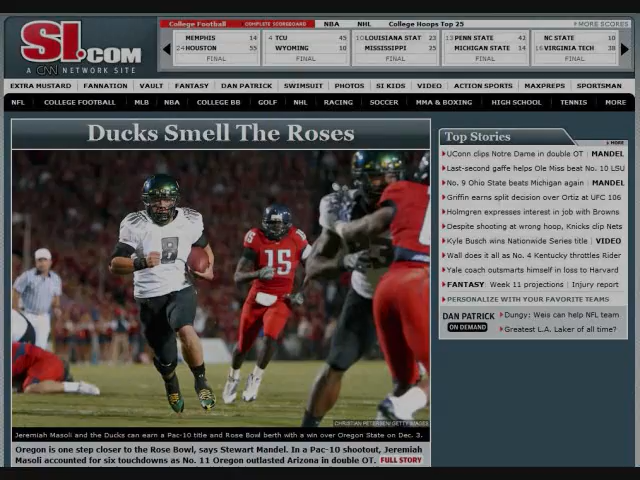 SI.COM
A CNN NETWORK SITE
College Football COMPLETE SCOREBOARD NBA NHL College Hoops Top 25 MORE SCORES
MEMPHIS 14
24 HOUSTON 55
FINAL
4 TCU 45
WYOMING 10
FINAL
10 LOUISIANA STAT 23
MISSISSIPPI 25
FINAL
13 PENN STATE 42
MICHIGAN STATE 14
FINAL
NC STATE 10
16 VIRGINIA TECH 38
FINAL
EXTRA MUSTARD FANNATION VAULT FANTASY DAN PATRICK SWIMSUIT PHOTOS SI KIDS VIDEO ACTION SPORTS MAXPREPS SPORTSMAN
NFL COLLEGE FOOTBALL MLB NBA COLLEGE BB GOLF NHL RACING SOCCER MMA & BOXING HIGH SCHOOL TENNIS MORE
Ducks Smell The Roses
8
15
CHRISTIAN PETERSEN/GETTY IMAGES
Jeremiah Masoli and the Ducks can earn a Pac-10 title and Rose Bowl berth with a win over Oregon State on Dec. 3.
Oregon is one step closer to the Rose Bowl, says Stewart Mandel. In a Pac-10 shootout, Jeremiah
Masoli accounted for six touchdowns as No. 11 Oregon outlasted Arizona in double OT. FULL STORY
Top Stories
MORE
UConn clips Notre Dame in double OT | MANDEL
Last-second gaffe helps Ole Miss beat No. 10 LSU
No. 9 Ohio State beats Michigan again | MANDEL
Griffin earns split decision over Ortiz at UFC 106
Holmgren expresses interest in job with Browns
Despite shooting at wrong hoop, Knicks clip Nets
Kyle Busch wins Nationwide Series title | VIDEO
Wall does it all as No. 4 Kentucky throttles Rider
Yale coach outsmarts himself in loss to Harvard
FANTASY: Week 11 projections | Injury report
PERSONALIZE WITH YOUR FAVORITE TEAMS
DAN PATRICK
ON DEMAND
Dungy: Weis can help NFL team
Greatest L.A. Laker of all time?